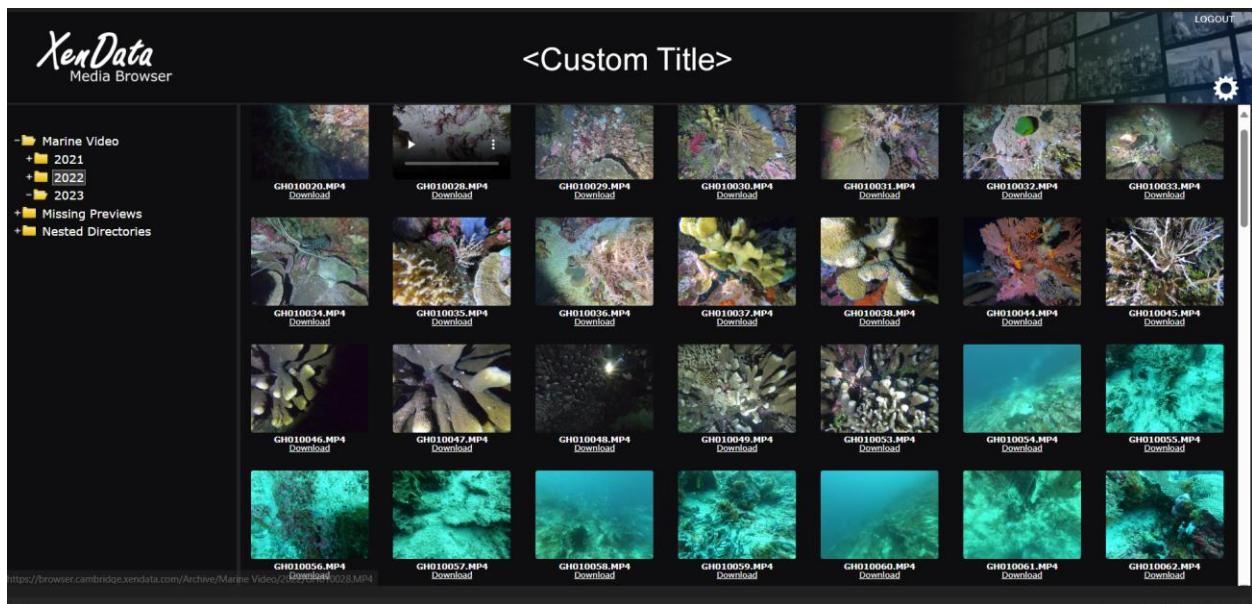 LOGOUT
XenData
Media Browser
<Custom Title>
Marine Video
2021
2022
2023
Missing Previews
Nested Directories
GH010020.MP4 GH010028.MP4 GH010029.MP4 GH010030.MP4 GH010031.MP4 GH010032.MP4 GH010033.MP4
Download Download Download Download Download Download Download
GH010034.MP4 GH010035.MP4 GH010036.MP4 GH010037.MP4 GH010038.MP4 GH010044.MP4 GH010045.MP4
Download Download Download Download Download Download Download
GH010046.MP4 GH010047.MP4 GH010048.MP4 GH010049.MP4 GH010053.MP4 GH010054.MP4 GH010055.MP4
Download Download Download Download Download Download Download
GH010056.MP4 GH010057.MP4 GH010058.MP4 GH010059.MP4 GH010060.MP4 GH010061.MP4 GH010062.MP4
Download Download Download Download Download Download Download
https://browser.cambridge.xendata.com/Archive/Marine Video/2022/GH010028.MP4